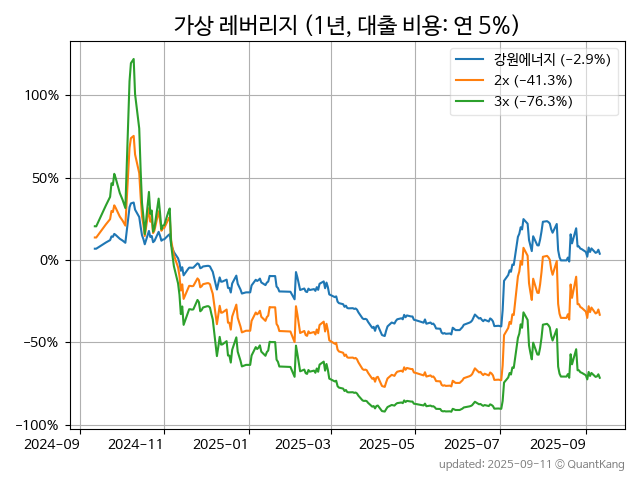 가상 레버리지 (1년, 대출 비용: 연 5%)
강원에너지 (−2.9%)
2x (−41.3%)
3x (−76.3%)
100%
50%
0%
−50%
−100%
2024-09 2024-11 2025-01 2025-03 2025-05 2025-07 2025-09
updated: 2025-09-11 © QuantKang